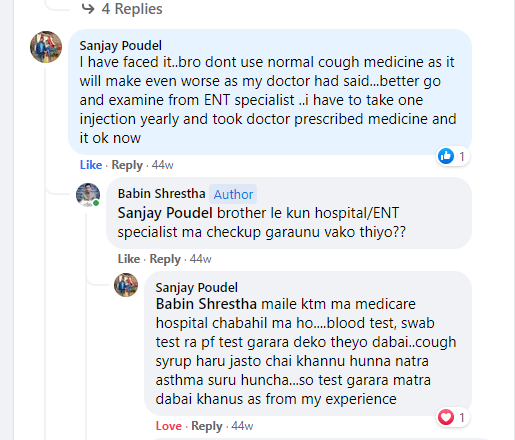 4 Replies
Sanjay Poudel
I have faced it..bro dont use normal cough medicine as it
will make even worse as my doctor had said...better go
and examine from ENT specialist ..i have to take one
injection yearly and took doctor prescribed medicine and
it ok now
1
Like · Reply · 44w
Babin Shrestha Author
Sanjay Poudel brother le kun hospital/ENT
specialist ma checkup garaunu vako thiyo??
Like · Reply · 44w
Sanjay Poudel
Babin Shrestha maile ktm ma medicare
hospital chabahil ma ho....blood test, swab
test ra pf test garara deko theyo dabai..cough
syrup haru jasto chai khannu hunna natra
asthma suru huncha...so test garara matra
dabai khanus as from my experience
1
Love · Reply · 44w